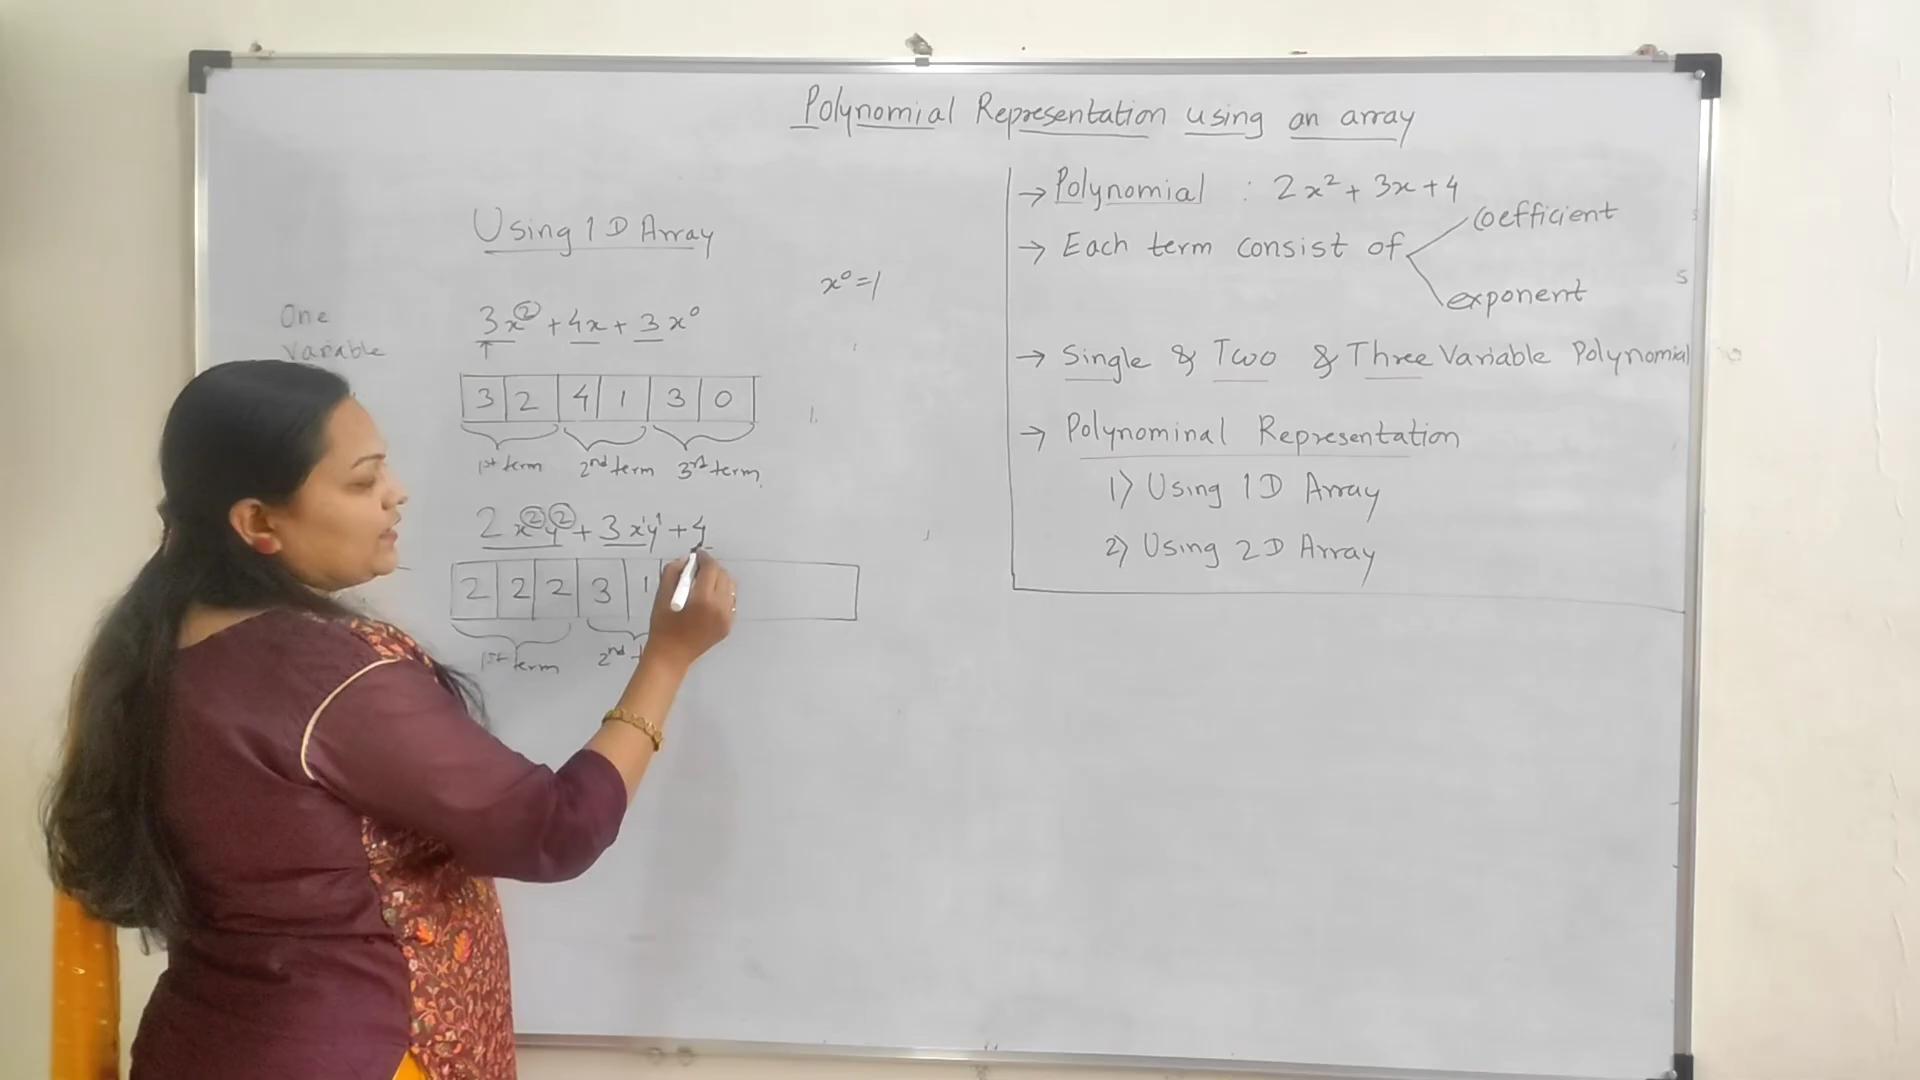 Polynomial Representation using an array
Using 1D Array
x⁰=1
One
Variable
3x² + 4x + 3x⁰
3 2 4 1 3 0
1st term 2nd term 3rd term
2x²y² + 3x¹y¹ + 4
2 2 2 3 1
1st term 2nd
→ Polynomial : 2x² + 3x + 4
→ Each term consist of
coefficient
exponent
→ Single & Two & Three Variable Polynomial
→ Polynominal Representation
1) Using 1D Array
2) Using 2D Array